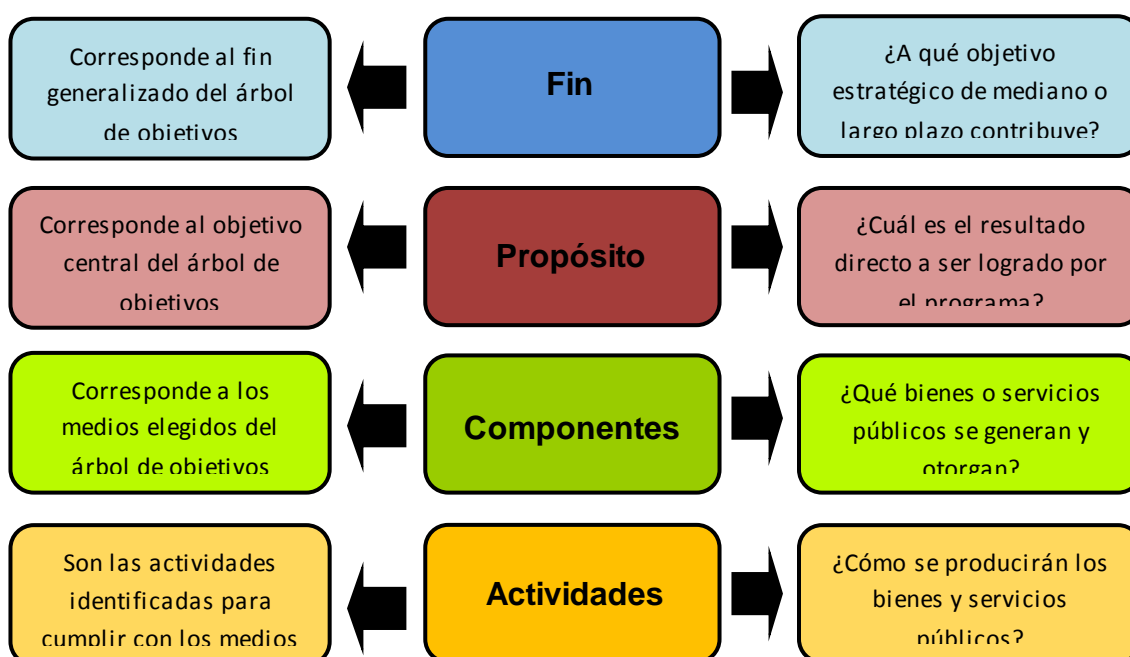 Corresponde al fin
generalizado del árbol
de objetivos
Fin
¿A qué objetivo
estratégico de mediano o
largo plazo contribuye?
Corresponde al objetivo
central del árbol de
objetivos
Propósito
¿Cuál es el resultado
directo a ser logrado por
el programa?
Corresponde a los
medios elegidos del
árbol de objetivos
Componentes
¿Qué bienes o servicios
públicos se generan y
otorgan?
Son las actividades
identificadas para
cumplir con los medios
Actividades
¿Cómo se producirán los
bienes y servicios
públicos?